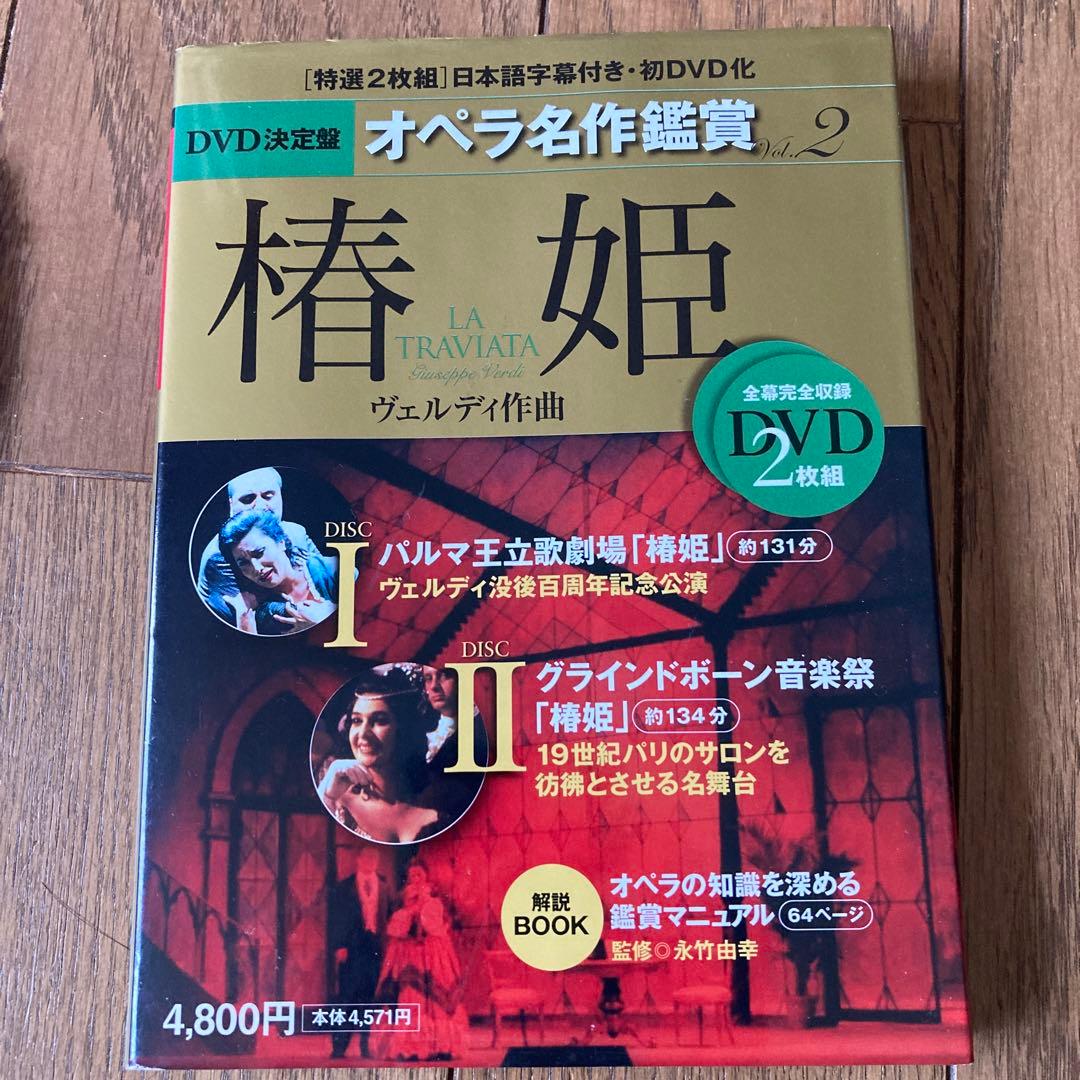 ［特選2枚組］日本語字幕付き・初DVD化
DVD決定盤
オペラ名作鑑賞 Vol.2
椿姫
LA
TRAVIATA
Giuseppe Verdi
ヴェルディ作曲
全幕完全収録
DVD
2枚組
DISC
I
パルマ王立歌劇場「椿姫」 約131分
ヴェルディ没後百周年記念公演
DISC
II
グラインドボーン音楽祭
「椿姫」 約134分
19世紀パリのサロンを
彷彿とさせる名舞台
解説
BOOK
オペラの知識を深める
鑑賞マニュアル 64ページ
監修◎永竹由幸
4,800円 本体4,571円